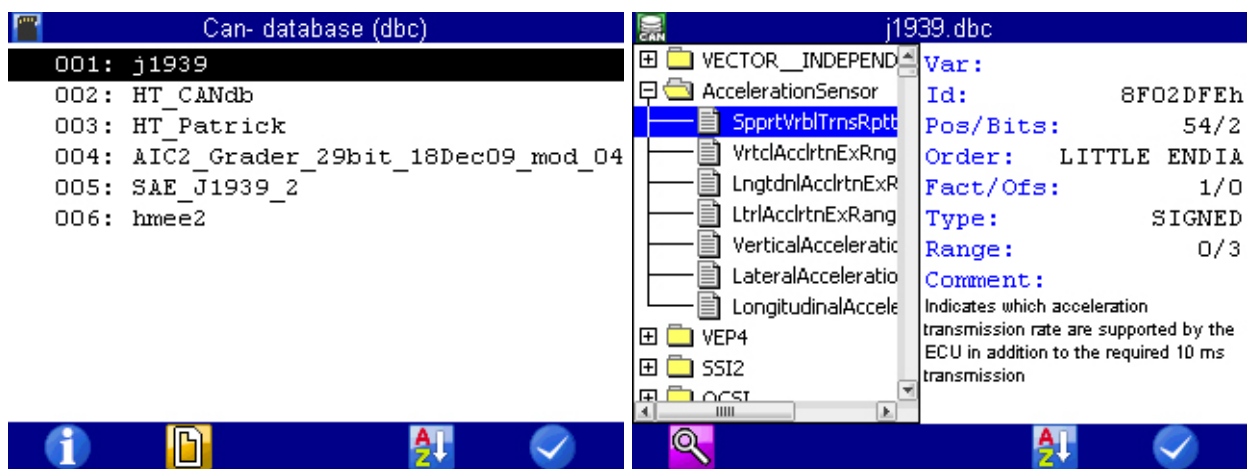 Can- database (dbc)
001: j1939
002: HT_CANdb
003: HT_Patrick
004: AIC2_Grader_29bit_18Dec09_mod_04
005: SAE_J1939_2
006: hmee2
CAN
j1939.dbc
VECTOR__INDEPEND
AccelerationSensor
SpprtVrblTrnsRptt
VrtclAcclrtnExRng
LngtdnlAcclrtnExR
LtrlAcclrtnExRang
VerticalAcceleratic
LateralAcceleratio
LongitudinalAccele
VEP4
SSI2
OCSI
Var:
Id: 8F02DFEh
Pos/Bits: 54/2
Order: LITTLE ENDIA
Fact/Ofs: 1/0
Type: SIGNED
Range: 0/3
Comment:
Indicates which acceleration
transmission rate are supported by the
ECU in addition to the required 10 ms
transmission
A
Z
A
Z